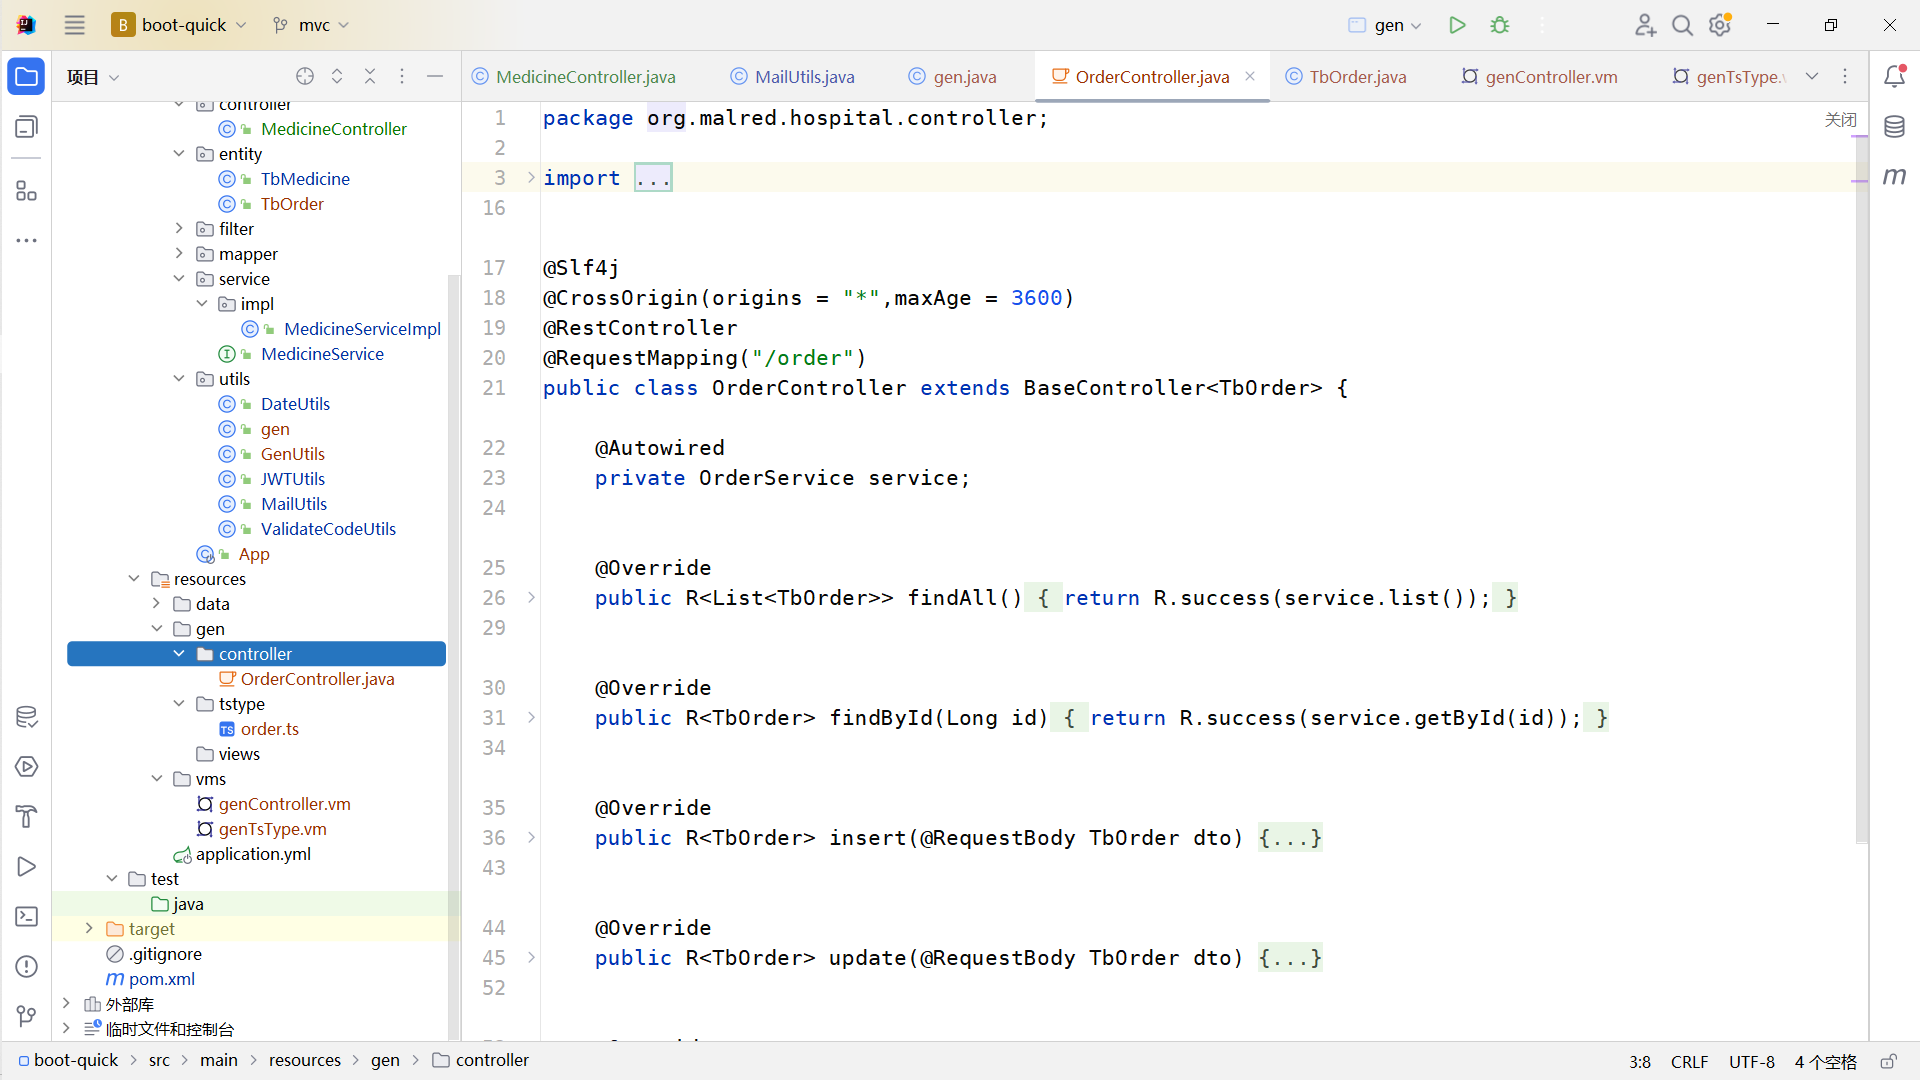 B boot-quick mvc gen
项目
MedicineController.java MailUtils.java gen.java OrderController.java TbOrder.java genController.vm genTsType.v
controller
MedicineController
entity
TbMedicine
TbOrder
filter
mapper
service
impl
MedicineServiceImpl
MedicineService
utils
DateUtils
gen
GenUtils
JWTUtils
MailUtils
ValidateCodeUtils
App
resources
data
gen
controller
OrderController.java
tstype
order.ts
views
vms
genController.vm
genTsType.vm
application.yml
test
java
target
.gitignore
pom.xml
外部库
临时文件和控制台
关闭
1 package org.malred.hospital.controller;
2
3 import ...
16
17 @Slf4j
18 @CrossOrigin(origins = "*",maxAge = 3600)
19 @RestController
20 @RequestMapping("/order")
21 public class OrderController extends BaseController<TbOrder> {
22 @Autowired
23 private OrderService service;
24
25 @Override
26 public R<List<TbOrder>> findAll() { return R.success(service.list()); }
29
30 @Override
31 public R<TbOrder> findById(Long id) { return R.success(service.getById(id)); }
34
35 @Override
36 public R<TbOrder> insert(@RequestBody TbOrder dto) {...}
43
44 @Override
45 public R<TbOrder> update(@RequestBody TbOrder dto) {...}
52
boot-quick > src > main > resources > gen > controller
3:8 CRLF UTF-8 4 个空格